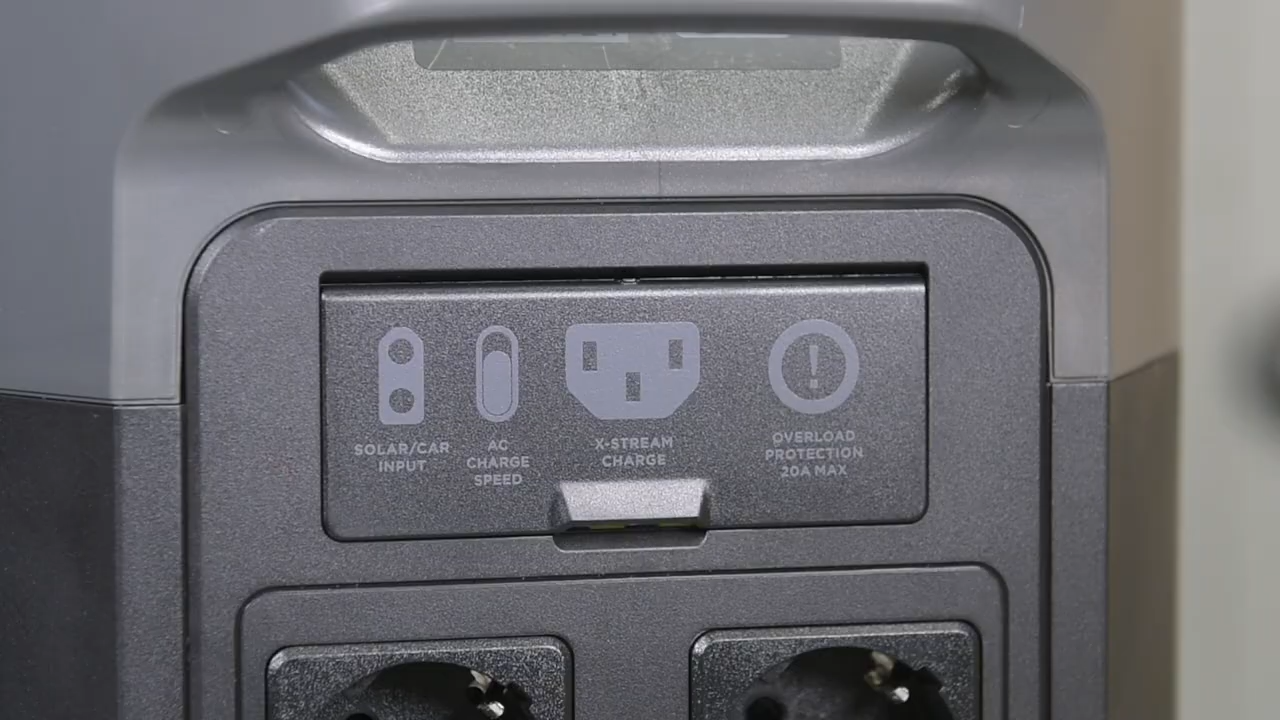 SOLAR/CAR
INPUT
AC
CHARGE
SPEED
X-STREAM
CHARGE
OVERLOAD
PROTECTION
20A MAX